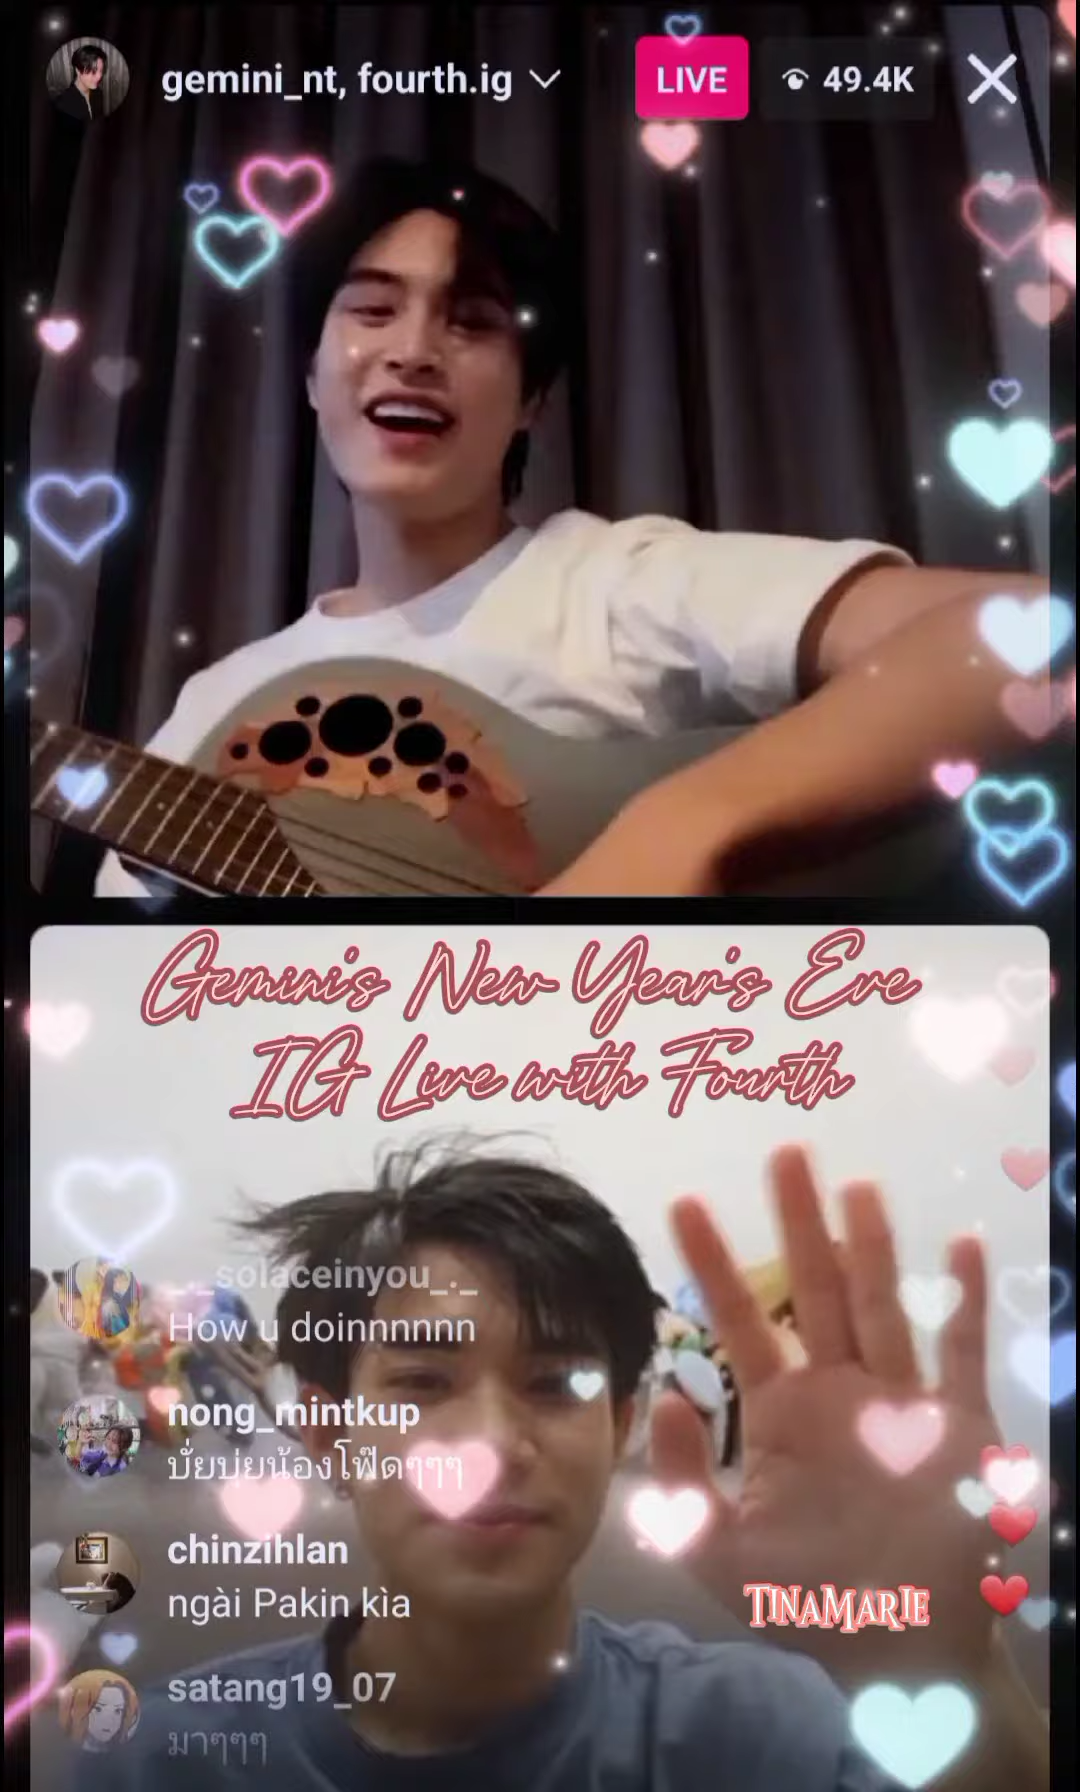 gemini_nt, fourth.ig
LIVE
49.4K
Gemini's New Year's Eve
IG Live with Fourth
_._solaceinyou_._
How u doinnnnnn
nong_mintkup
บั่ยบุ่ยน้องโฟ๊ดๆๆๆ
chinzihlan
ngài Pakin kìa
TINAMARIE
satang19_07
มาๆๆๆ